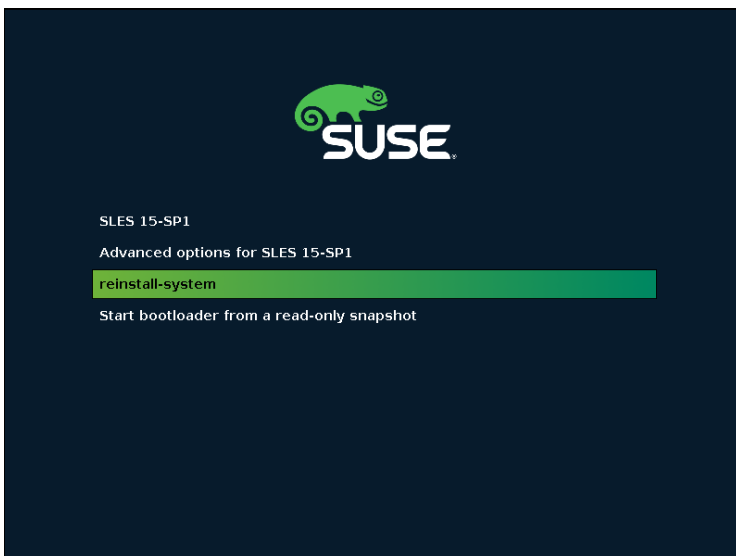 SUSE
SLES 15-SP1
Advanced options for SLES 15-SP1
reinstall-system
Start bootloader from a read-only snapshot